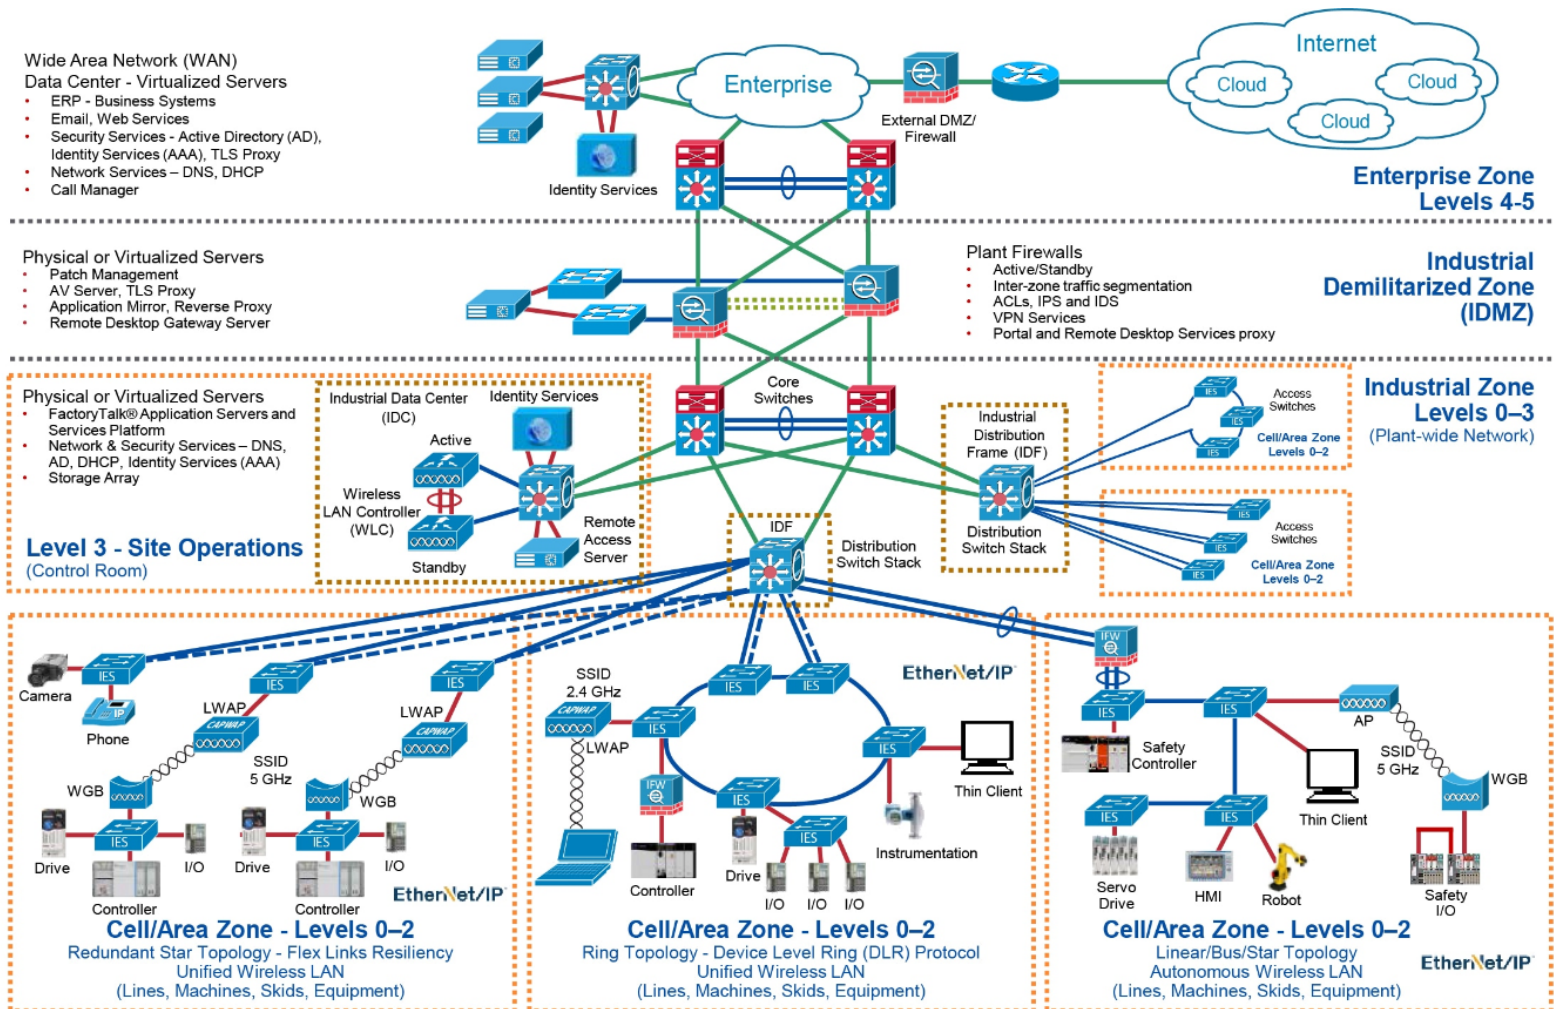 Wide Area Network (WAN)
Data Center - Virtualized Servers
• ERP - Business Systems
• Email, Web Services
• Security Services - Active Directory (AD),
Identity Services (AAA), TLS Proxy
• Network Services – DNS, DHCP
• Call Manager
Identity Services
Enterprise
External DMZ/
Firewall
Internet
Cloud
Cloud
Cloud
Enterprise Zone
Levels 4-5
Physical or Virtualized Servers
• Patch Management
• AV Server, TLS Proxy
• Application Mirror, Reverse Proxy
• Remote Desktop Gateway Server
Plant Firewalls
• Active/Standby
• Inter-zone traffic segmentation
• ACLs, IPS and IDS
• VPN Services
• Portal and Remote Desktop Services proxy
Industrial
Demilitarized Zone
(IDMZ)
Physical or Virtualized Servers
• FactoryTalk® Application Servers and
Services Platform
• Network & Security Services – DNS,
AD, DHCP, Identity Services (AAA)
• Storage Array
Level 3 - Site Operations
(Control Room)
Industrial Data Center
(IDC)
Identity Services
Active
Wireless
LAN Controller
(WLC)
Standby
Remote
Access
Server
Core
Switches
IDF
Distribution
Switch Stack
Industrial
Distribution
Frame (IDF)
Distribution
Switch Stack
IES
IES
IES
Access
Switches
Cell/Area Zone
Levels 0–2
IES
IES
IES
Access
Switches
Cell/Area Zone
Levels 0–2
Industrial Zone
Levels 0–3
(Plant-wide Network)
Camera
IES
IP
Phone
IES
LWAP
CAPWAP
IES
LWAP
CAPWAP
SSID
5 GHz
WGB
WGB
IES
IES
Drive
I/O
Drive
I/O
Controller
Controller
EtherNet/IP
Cell/Area Zone - Levels 0–2
Redundant Star Topology - Flex Links Resiliency
Unified Wireless LAN
(Lines, Machines, Skids, Equipment)
SSID
2.4 GHz
CAPWAP
LWAP
IES
IES
IES
EtherNet/IP
IES
Thin Client
IFW
IES
IES
Instrumentation
Controller
Drive
I/O
I/O
I/O
Cell/Area Zone - Levels 0–2
Ring Topology - Device Level Ring (DLR) Protocol
Unified Wireless LAN
(Lines, Machines, Skids, Equipment)
IFW
IES
IES
AP
Safety
Controller
SSID
5 GHz
WGB
Thin Client
IES
IES
Servo
Drive
HMI
Robot
Safety
I/O
Cell/Area Zone - Levels 0–2
Linear/Bus/Star Topology
Autonomous Wireless LAN
(Lines, Machines, Skids, Equipment)
EtherNet/IP